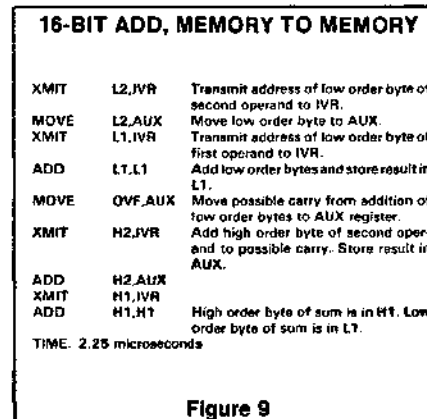 16-BIT ADD, MEMORY TO MEMORY
XMIT L2,IVR Transmit address of low order byte of
second operand to IVR.
MOVE L2,AUX Move low order byte to AUX.
XMIT L1,IVR Transmit address of low order byte of
first operand to IVR.
ADD L1,L1 Add low order bytes and store result in
L1.
MOVE OVF,AUX Move possible carry from addition of
low order bytes to AUX register.
XMIT H2,IVR Add high order byte of second oper-
and to possible carry. Store result in
AUX.
ADD H2,AUX
XMIT H1,IVR
ADD H1,H1 High order byte of sum is in H1. Low
order byte of sum is in L1.
TIME. 2.25 microseconds
Figure 9